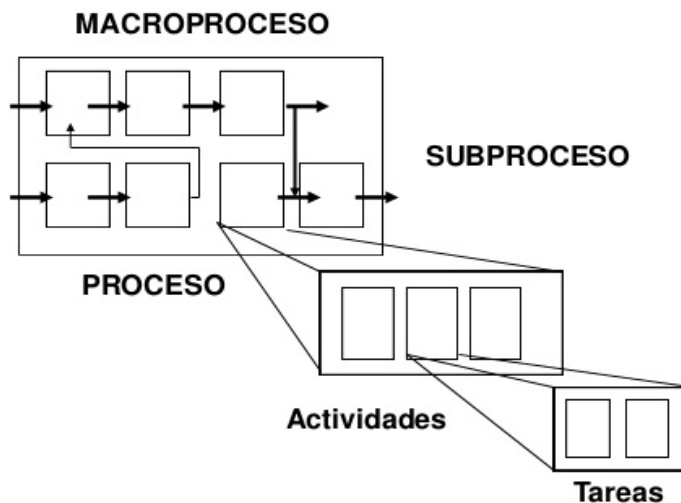 MACROPROCESO
SUBPROCESO
PROCESO
Actividades
Tareas